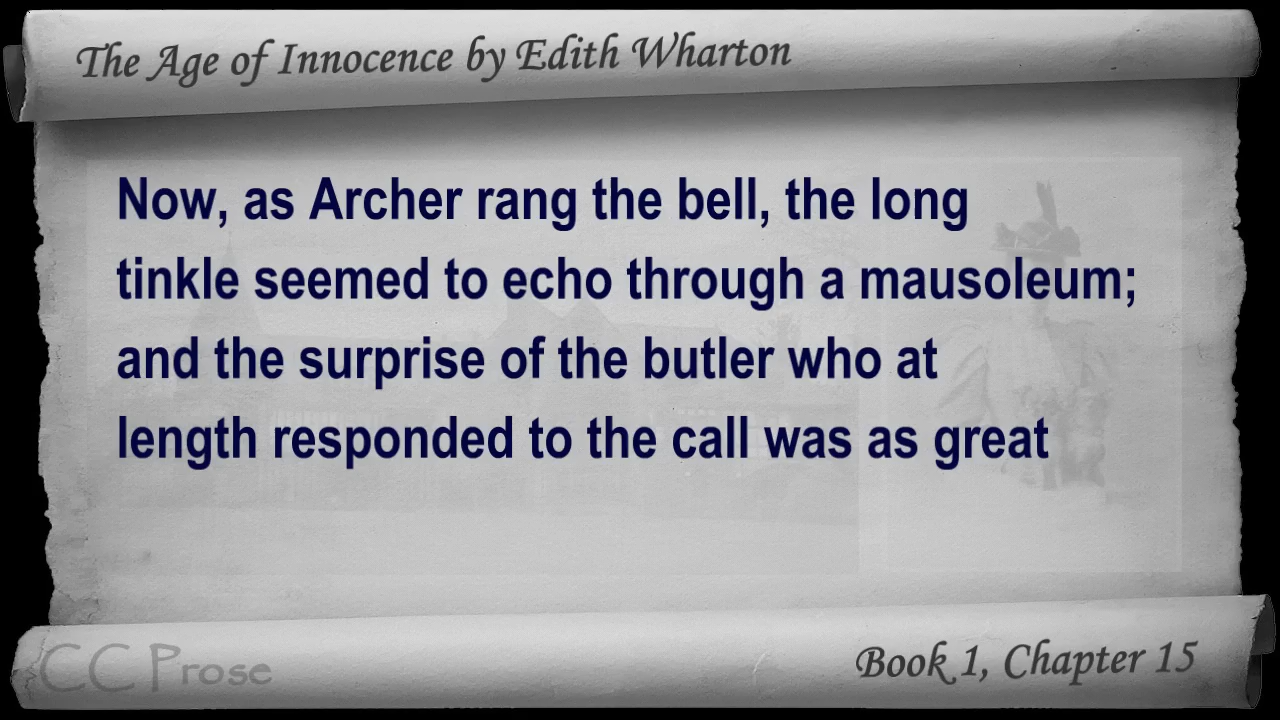 The Age of Innocence by Edith Wharton
Now, as Archer rang the bell, the long
tinkle seemed to echo through a mausoleum;
and the surprise of the butler who at
length responded to the call was as great
CC Prose
Book 1, Chapter 15